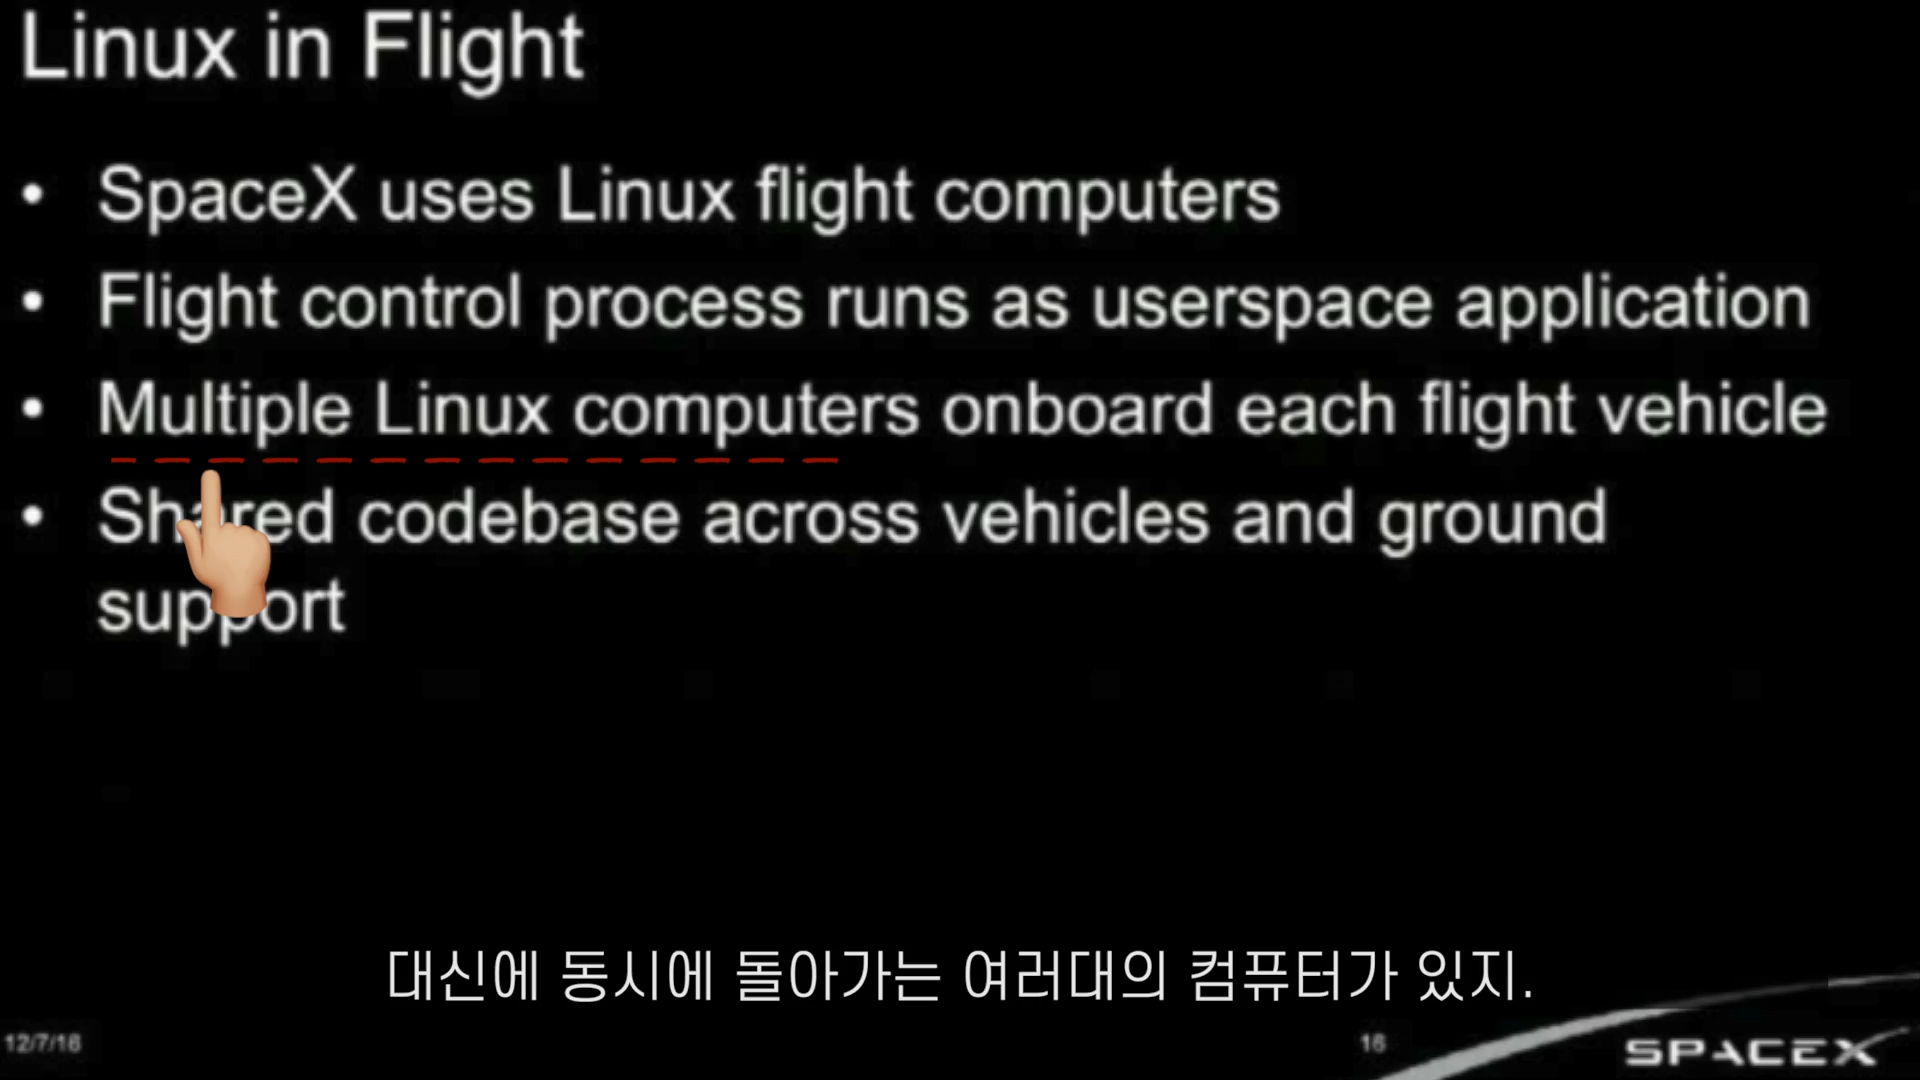 Linux in Flight
• SpaceX uses Linux flight computers
• Flight control process runs as userspace application
• Multiple Linux computers onboard each flight vehicle
• Shared codebase across vehicles and ground
support
대신에 동시에 돌아가는 여러대의 컴퓨터가 있지.
12/7/16
16
SPACEX